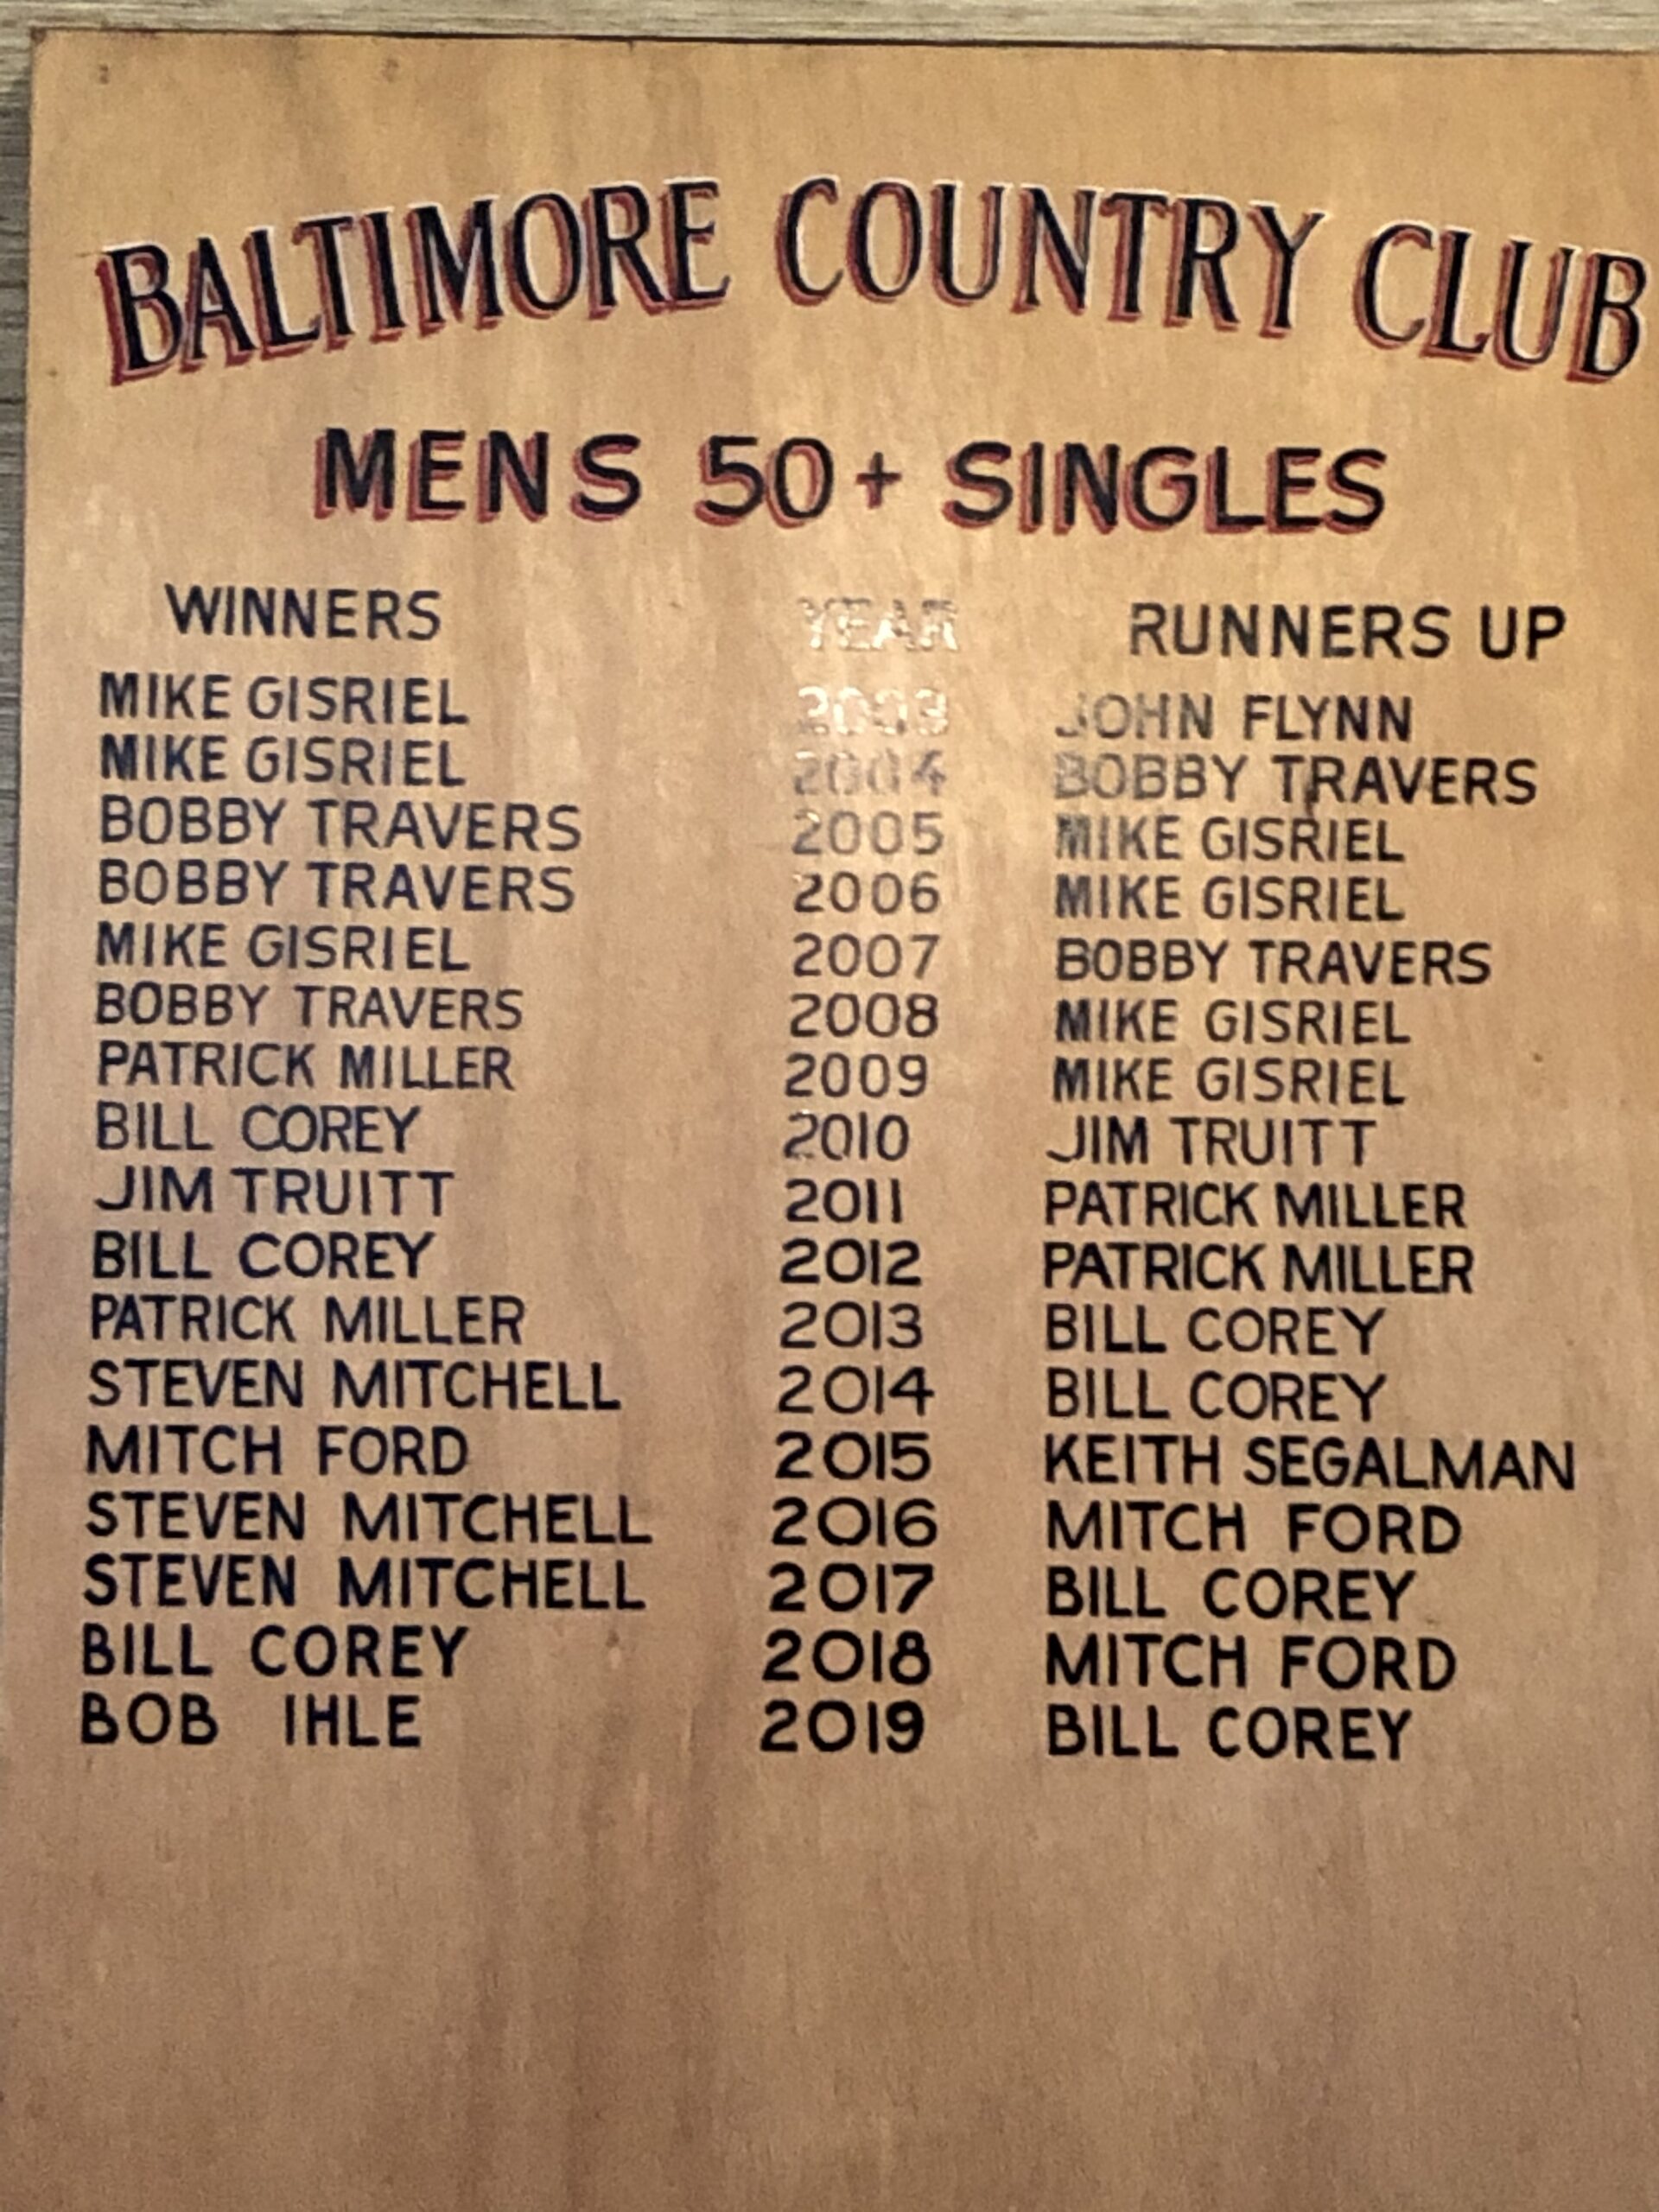 BALTIMORE COUNTRY CLUB
MENS 50+ SINGLES
WINNERS YEAR RUNNERS UP
MIKE GISRIEL 2003 JOHN FLYNN
MIKE GISRIEL 2004 BOBBY TRAVERS
BOBBY TRAVERS 2005 MIKE GISRIEL
BOBBY TRAVERS 2006 MIKE GISRIEL
MIKE GISRIEL 2007 BOBBY TRAVERS
BOBBY TRAVERS 2008 MIKE GISRIEL
PATRICK MILLER 2009 MIKE GISRIEL
BILL COREY 2010 JIM TRUITT
JIM TRUITT 2011 PATRICK MILLER
BILL COREY 2012 PATRICK MILLER
PATRICK MILLER 2013 BILL COREY
STEVEN MITCHELL 2014 BILL COREY
MITCH FORD 2015 KEITH SEGALMAN
STEVEN MITCHELL 2016 MITCH FORD
STEVEN MITCHELL 2017 BILL COREY
BILL COREY 2018 MITCH FORD
BOB IHLE 2019 BILL COREY